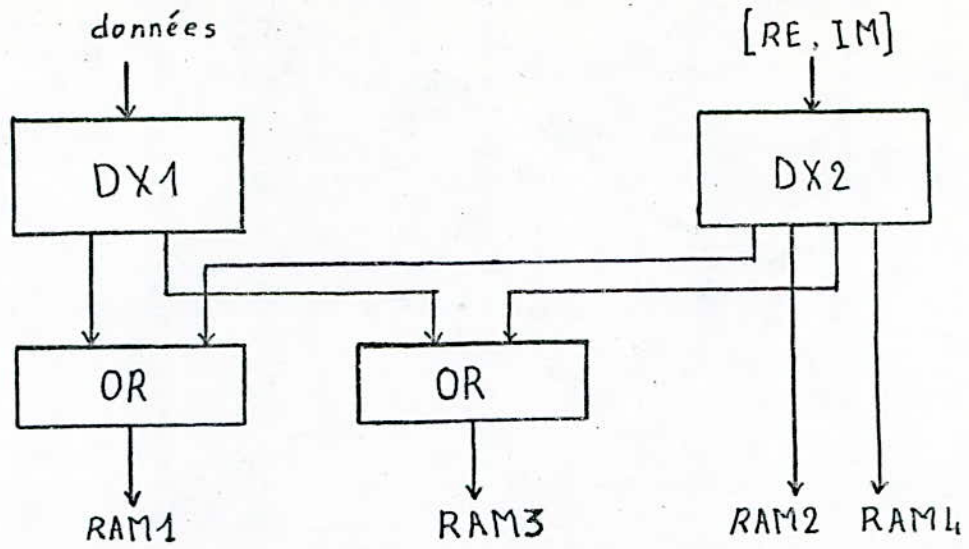 données
[RE, IM]
DX1
DX2
OR
OR
RAM1
RAM3
RAM2
RAM4